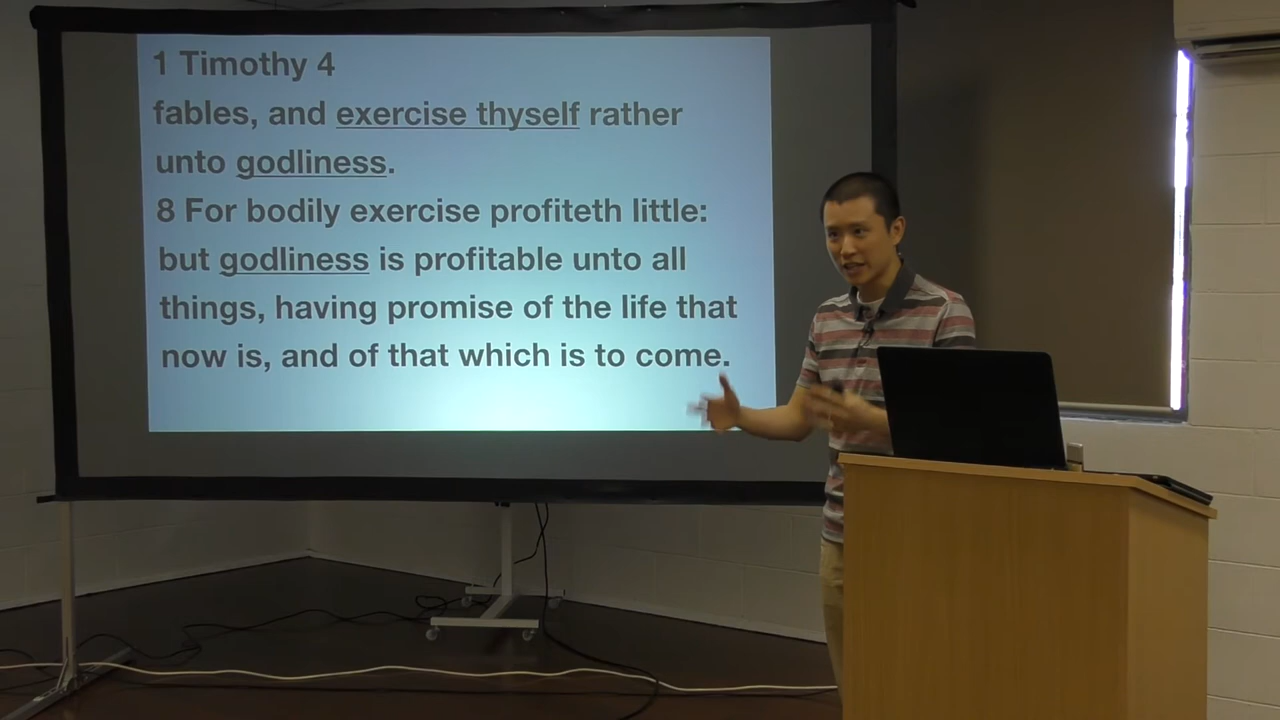 1 Timothy 4
fables, and exercise thyself rather
unto godliness.
8 For bodily exercise profiteth little:
but godliness is profitable unto all
things, having promise of the life that
now is, and of that which is to come.